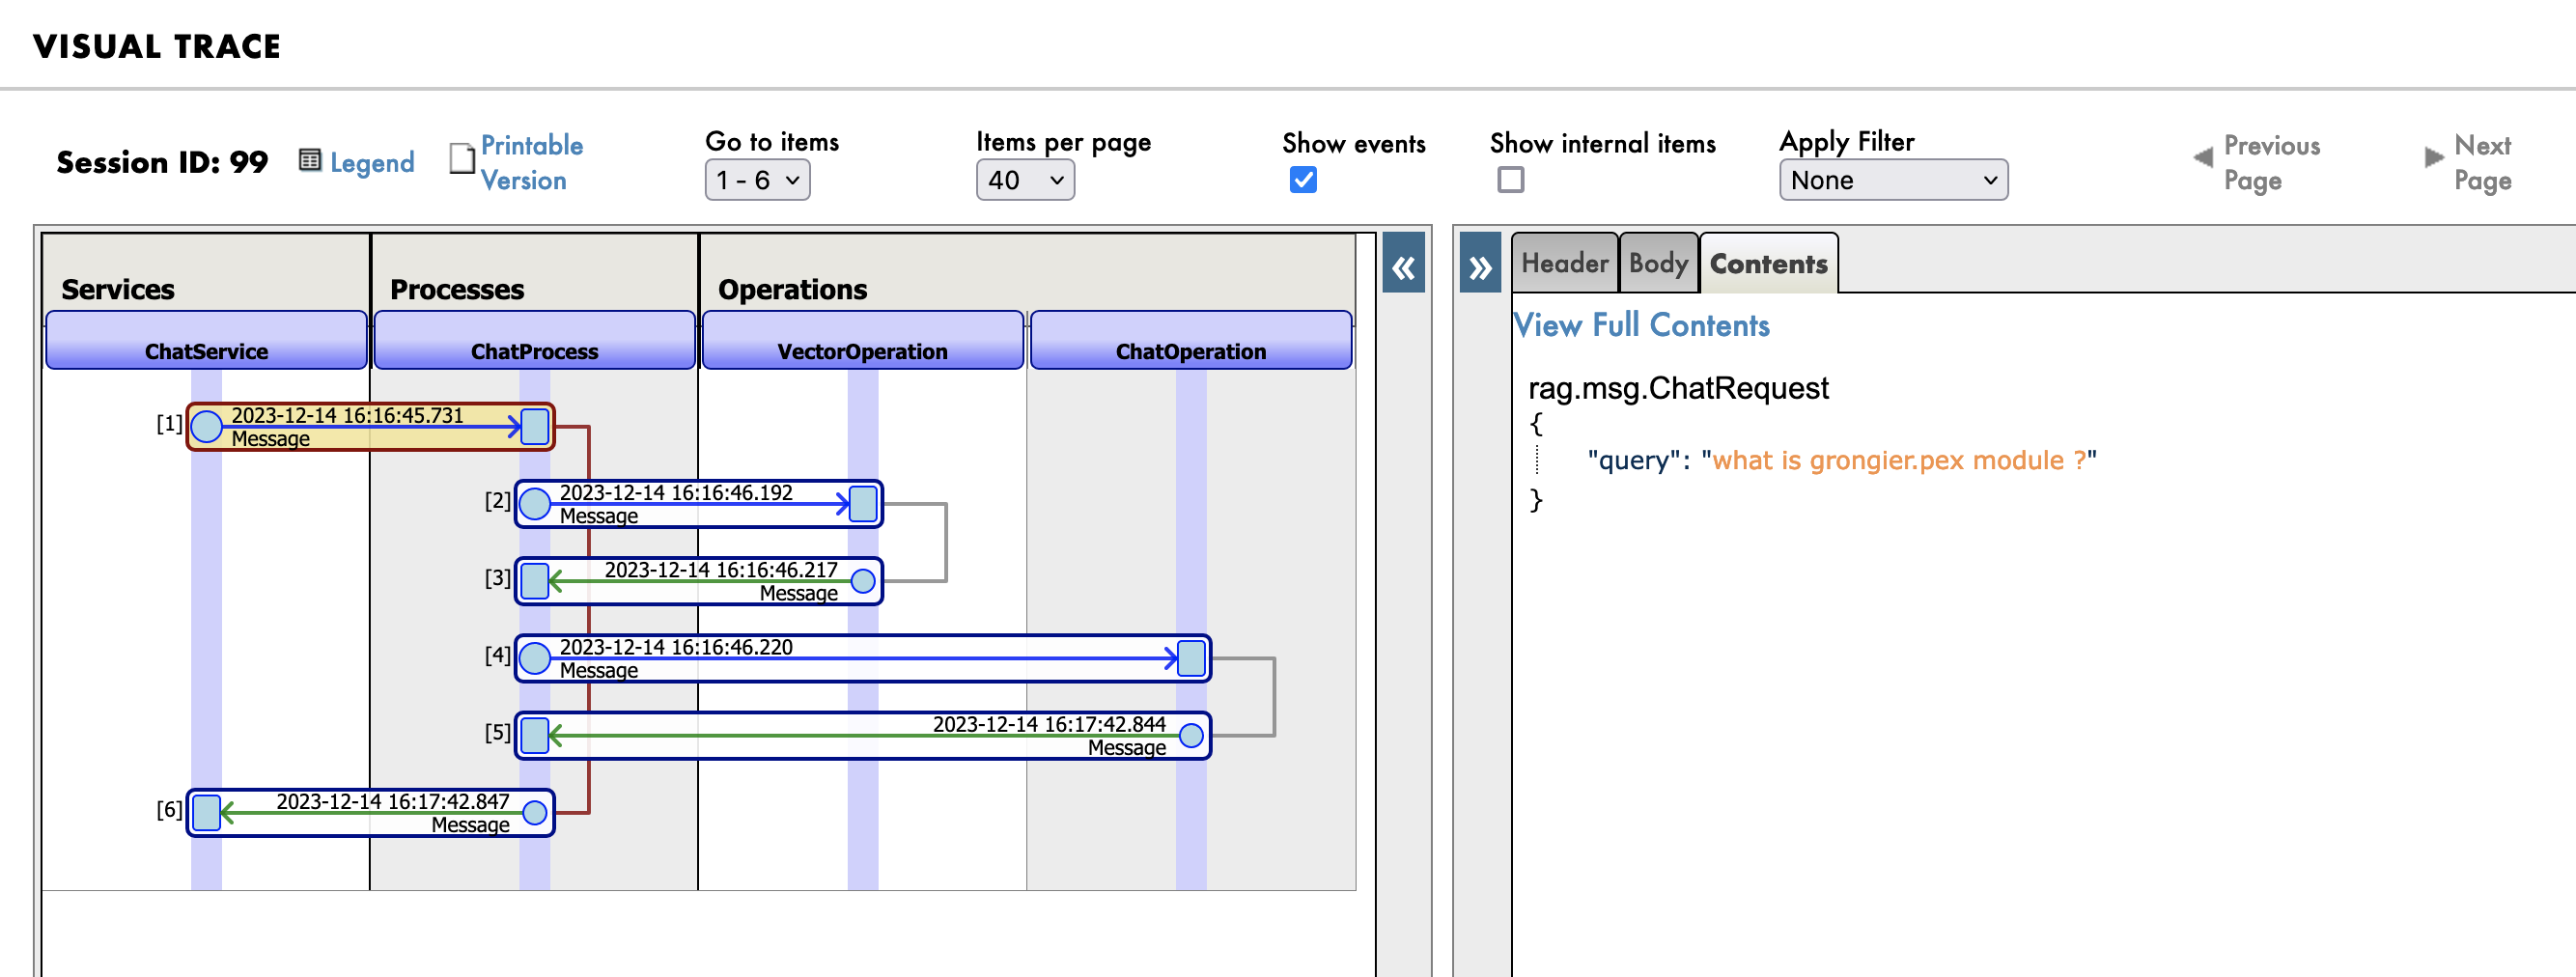 VISUAL TRACE
Session ID: 99
Legend
Printable
Version
Go to items
1 - 6
Items per page
40
Show events
Show internal items
Apply Filter
None
Previous
Page
Next
Page
Services
Processes
Operations
ChatService
ChatProcess
VectorOperation
ChatOperation
[1]
2023-12-14 16:16:45.731
Message
[2]
2023-12-14 16:16:46.192
Message
[3]
2023-12-14 16:16:46.217
Message
[4]
2023-12-14 16:16:46.220
Message
[5]
2023-12-14 16:17:42.844
Message
[6]
2023-12-14 16:17:42.847
Message
«
»
Header
Body
Contents
View Full Contents
rag.msg.ChatRequest
{
"query": "what is grongier.pex module ?"
}